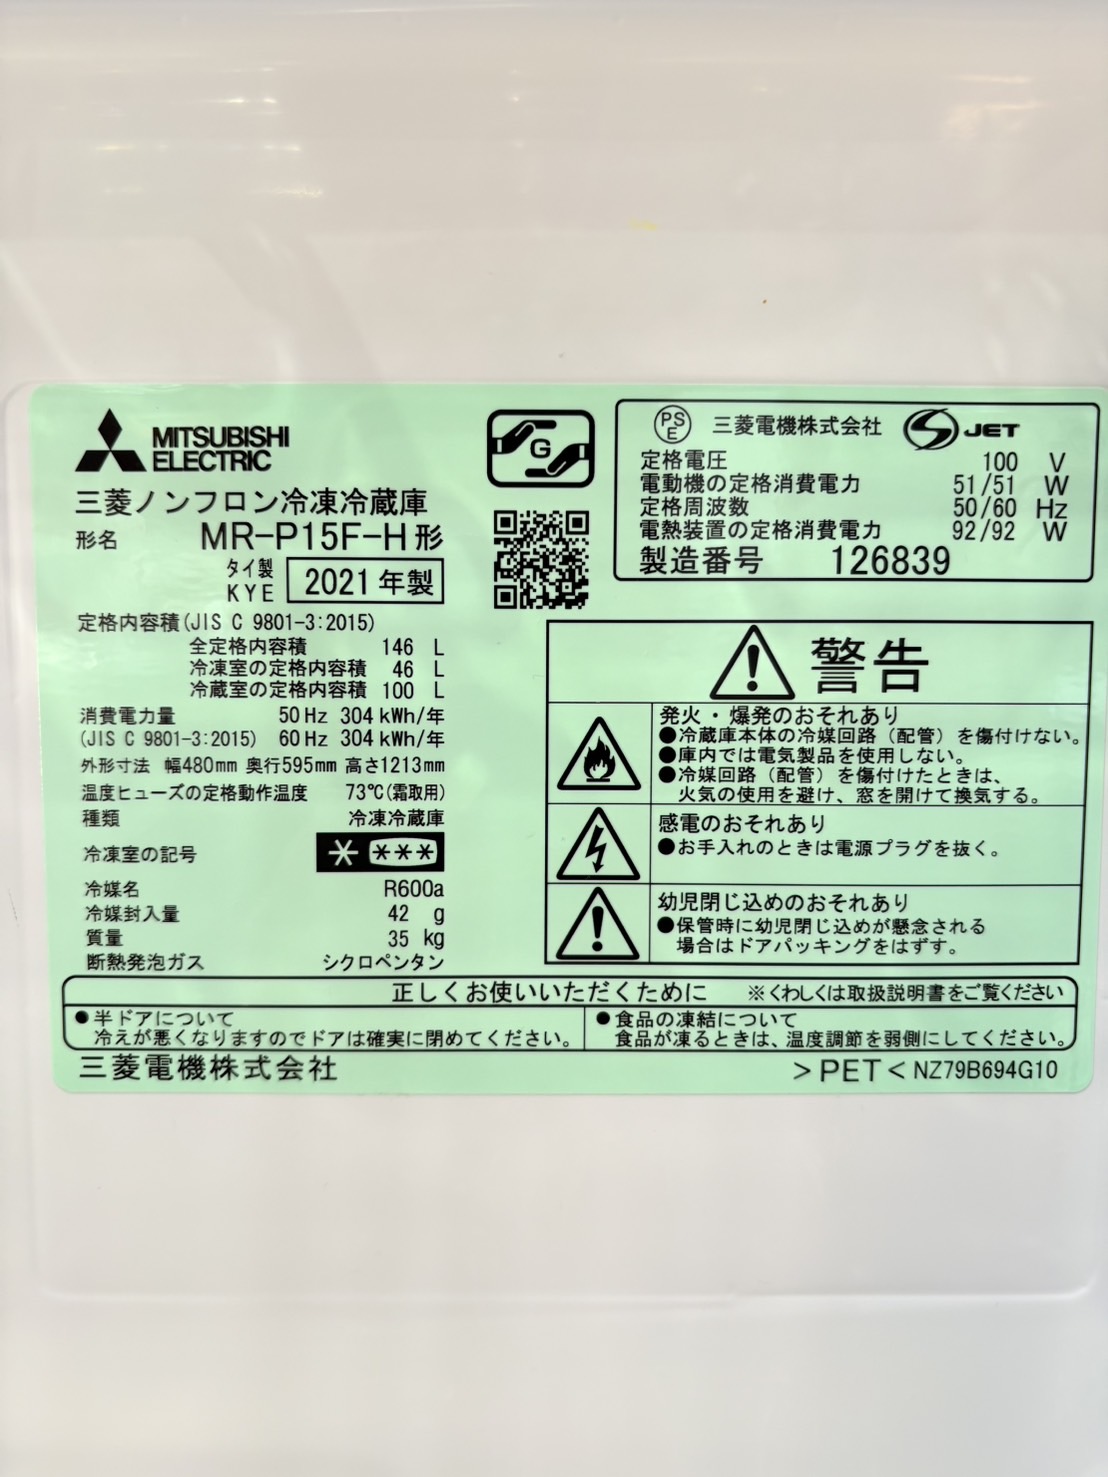 MITSUBISHI
ELECTRIC
三菱ノンフロン冷凍冷蔵庫
形名 MR-P15F-H形
タイ製
KYE
2021年製
定格内容積(JIS C 9801-3:2015)
全定格内容積 146 L
冷凍室の定格内容積 46 L
冷蔵室の定格内容積 100 L
消費電力量 50Hz 304kWh/年
(JIS C 9801-3:2015) 60Hz 304kWh/年
外形寸法 幅480mm 奥行595mm 高さ1213mm
温度ヒューズの定格動作温度 73℃(霜取用)
種類 冷凍冷蔵庫
冷凍室の記号 * ***
冷媒名 R600a
冷媒封入量 42 g
質量 35 kg
断熱発泡ガス シクロペンタン
G
PS
E
三菱電機株式会社 JET
定格電圧 100 V
電動機の定格消費電力 51/51 W
定格周波数 50/60 Hz
電熱装置の定格消費電力 92/92 W
製造番号 126839
警告
発火・爆発のおそれあり
●冷蔵庫本体の冷媒回路(配管)を傷付けない。
●庫内では電気製品を使用しない。
●冷媒回路(配管)を傷付けたときは、
火気の使用を避け、窓を開けて換気する。
感電のおそれあり
●お手入れのときは電源プラグを抜く。
幼児閉じ込めのおそれあり
●保管時に幼児閉じ込めが懸念される
場合はドアパッキングをはずす。
正しくお使いいただくために ※くわしくは取扱説明書をご覧ください
●半ドアについて
冷えが悪くなりますのでドアは確実に閉めてください。
●食品の凍結について
食品が凍るときは、温度調節を弱側にしてください。
三菱電機株式会社
>PET< NZ79B694G10